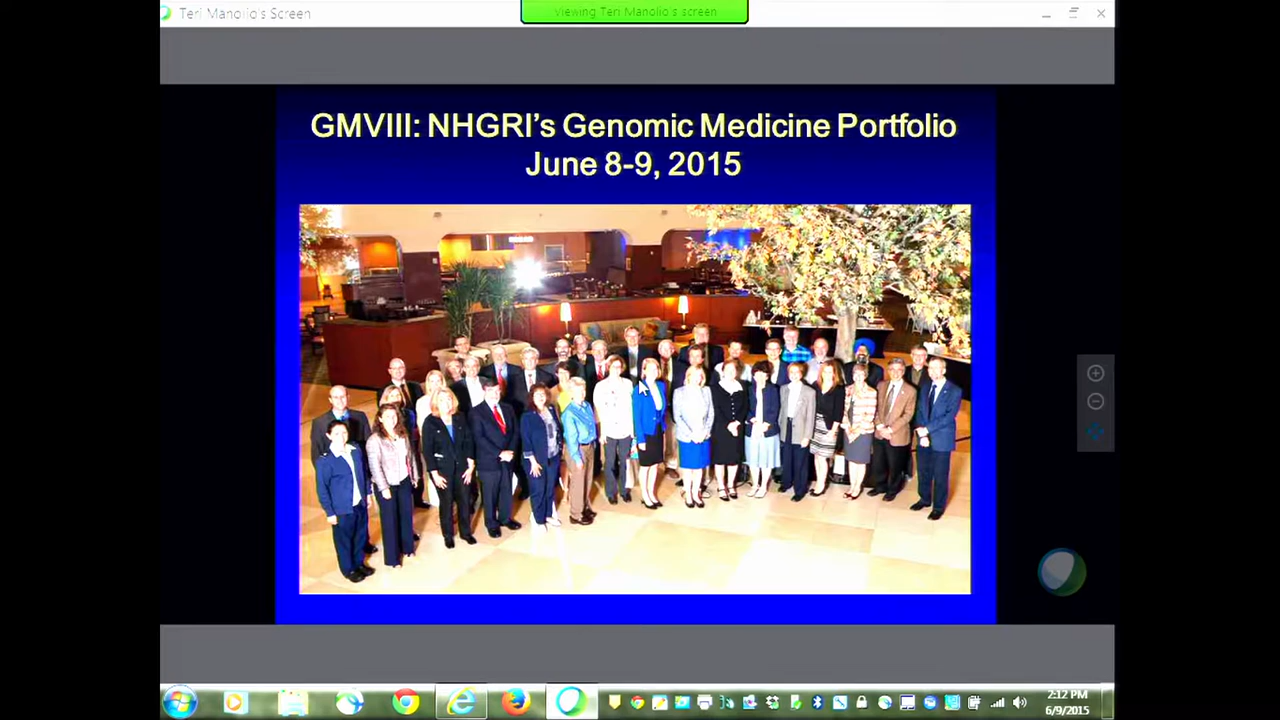 Teri Manolio's Screen
Viewing Teri Manolio's screen
GMVIII: NHGRI's Genomic Medicine Portfolio
June 8-9, 2015
2:12 PM
6/9/2015